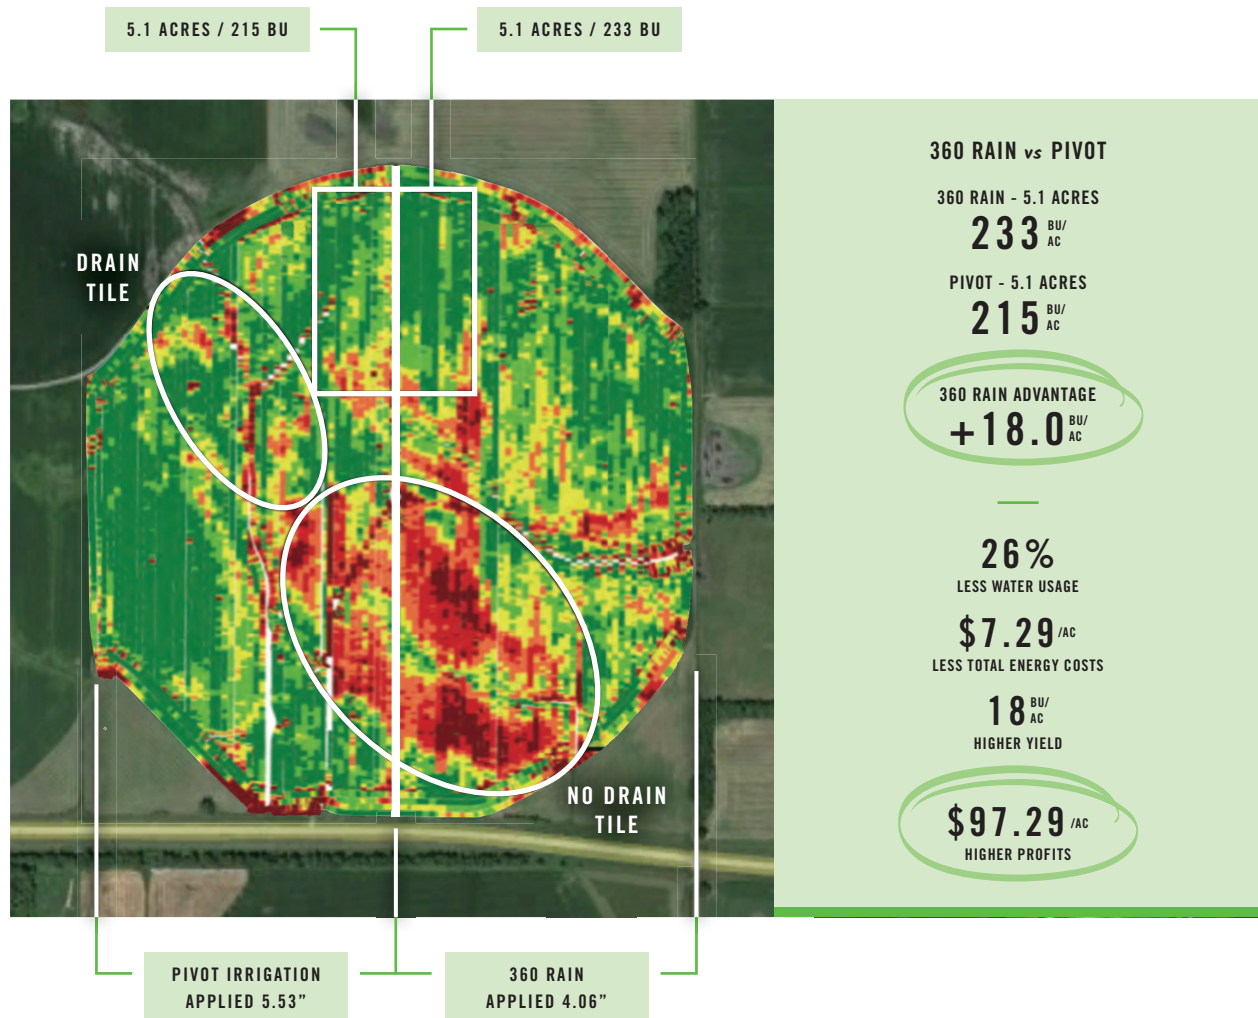 5.1 ACRES / 215 BU
5.1 ACRES / 233 BU
DRAIN
TILE
NO DRAIN
TILE
PIVOT IRRIGATION
APPLIED 5.53”
360 RAIN
APPLIED 4.06”
360 RAIN vs PIVOT
360 RAIN - 5.1 ACRES
233 BU/AC
PIVOT - 5.1 ACRES
215 BU/AC
360 RAIN ADVANTAGE
+18.0 BU/AC
26%
LESS WATER USAGE
$7.29 /AC
LESS TOTAL ENERGY COSTS
18 BU/AC
HIGHER YIELD
$97.29 /AC
HIGHER PROFITS